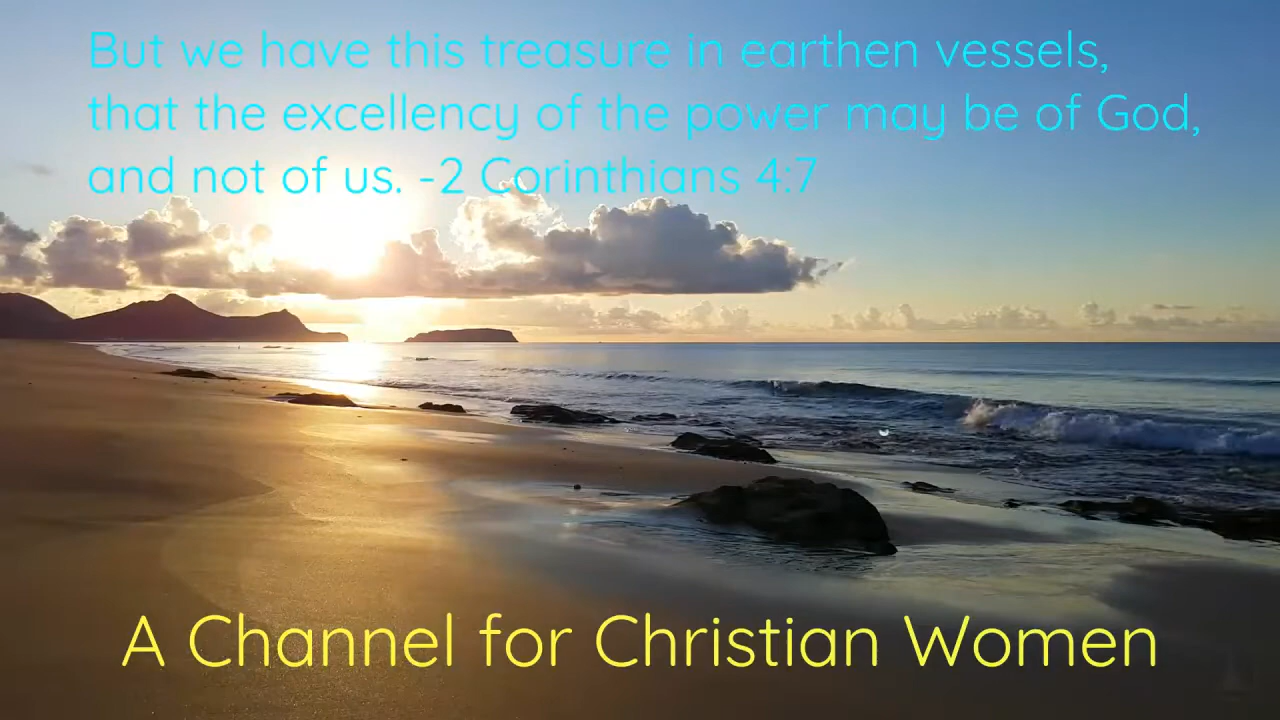 But we have this treasure in earthen vessels,
that the excellency of the power may be of God,
and not of us. -2 Corinthians 4:7
A Channel for Christian Women